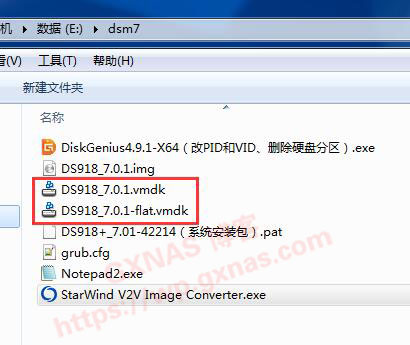 机 ▸ 数据 (E:) ▸ dsm7
看(V) 工具(T) 帮助(H)
新建文件夹
名称
DiskGenius4.9.1-X64（改PID和VID、删除硬盘分区）.exe
DS918_7.0.1.img
DS918_7.0.1.vmdk
DS918_7.0.1-flat.vmdk
DS918+_7.01-42214（系统安装包）.pat
grub.cfg
Notepad2.exe
StarWind V2V Image Converter.exe
GXNAS 博客
https://wp.gxnas.com